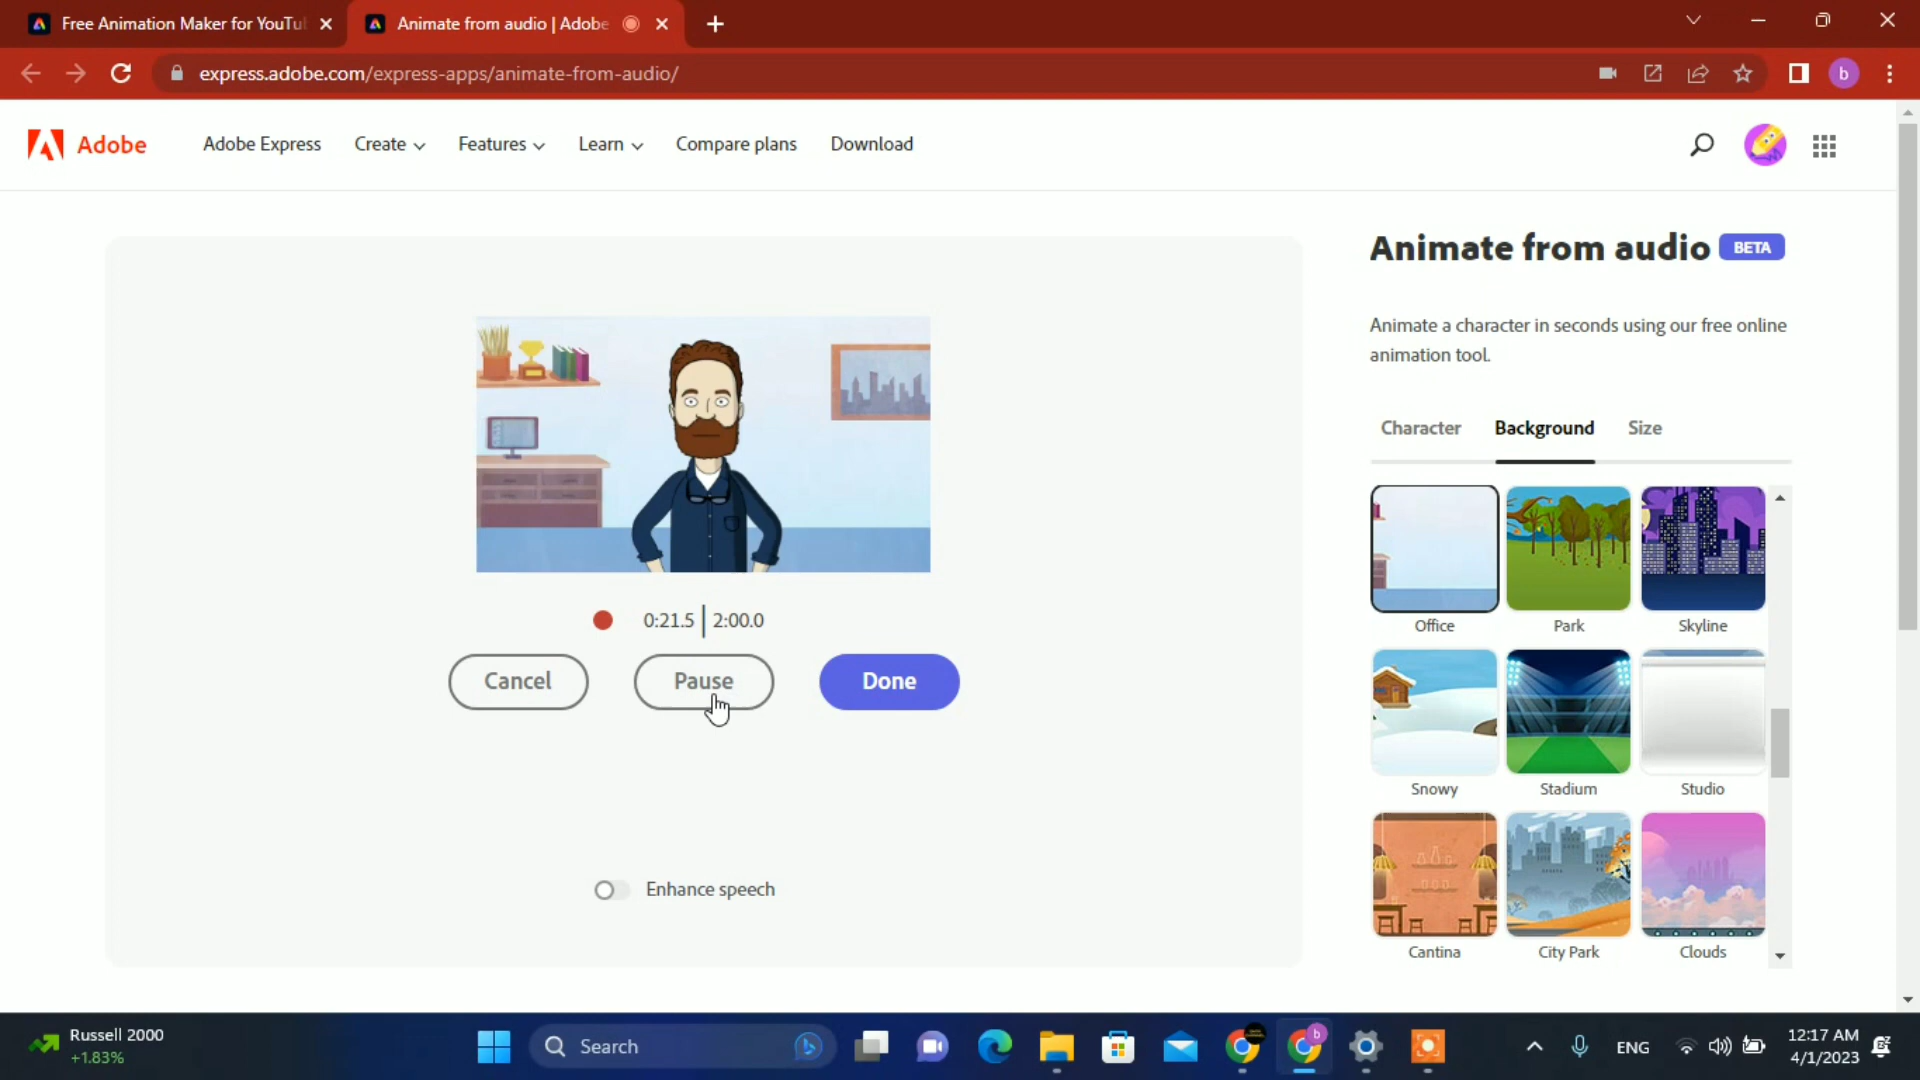 Free Animation Maker for YouTu
Animate from audio | Adobe
express.adobe.com/express-apps/animate-from-audio/
b
Adobe
Adobe Express
Create
Features
Learn
Compare plans
Download
Animate from audio
BETA
Animate a character in seconds using our free online
animation tool.
Character
Background
Size
0:21.5
2:00.0
Cancel
Pause
Done
Enhance speech
Office
Park
Skyline
Snowy
Stadium
Studio
Cantina
City Park
Clouds
Russell 2000
+1.83%
Search
b
ENG
12:17 AM
4/1/2023